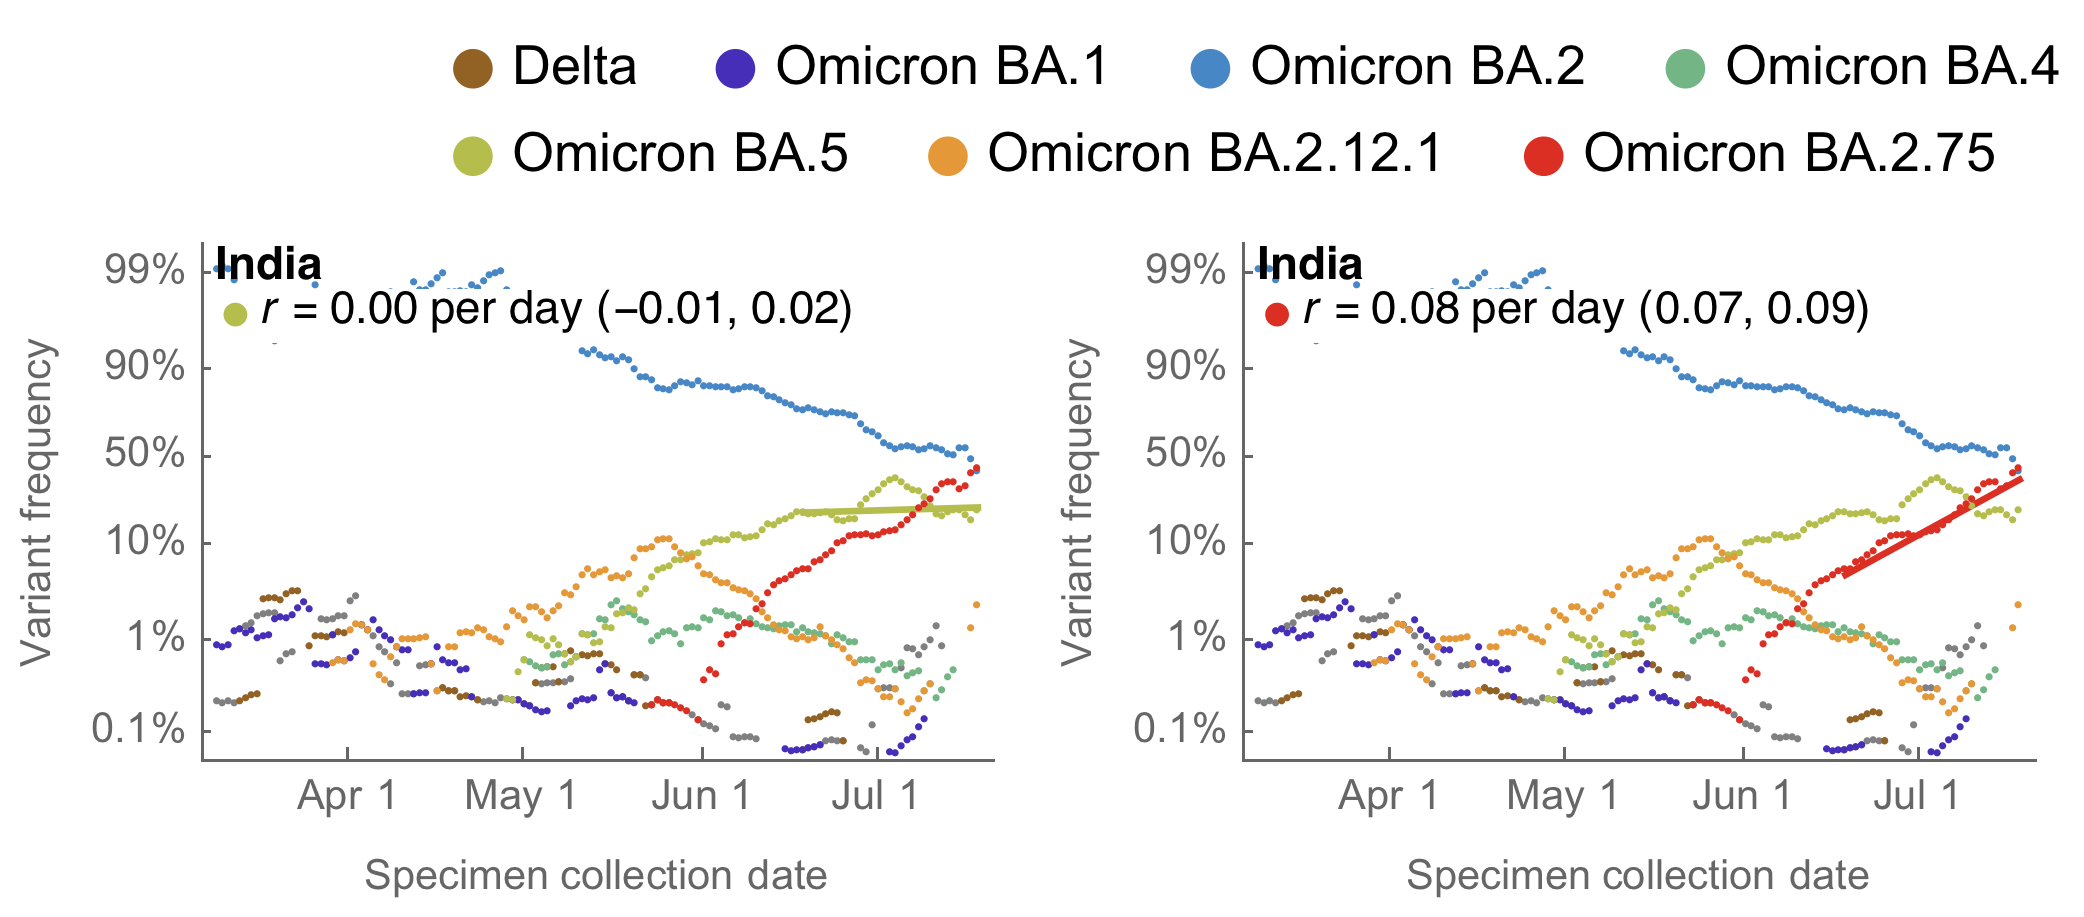 Delta Omicron BA.1 Omicron BA.2 Omicron BA.4
Omicron BA.5 Omicron BA.2.12.1 Omicron BA.2.75
India
r = 0.00 per day (−0.01, 0.02)
Variant frequency
99%
90%
50%
10%
1%
0.1%
Apr 1 May 1 Jun 1 Jul 1
Specimen collection date
India
r = 0.08 per day (0.07, 0.09)
Variant frequency
99%
90%
50%
10%
1%
0.1%
Apr 1 May 1 Jun 1 Jul 1
Specimen collection date